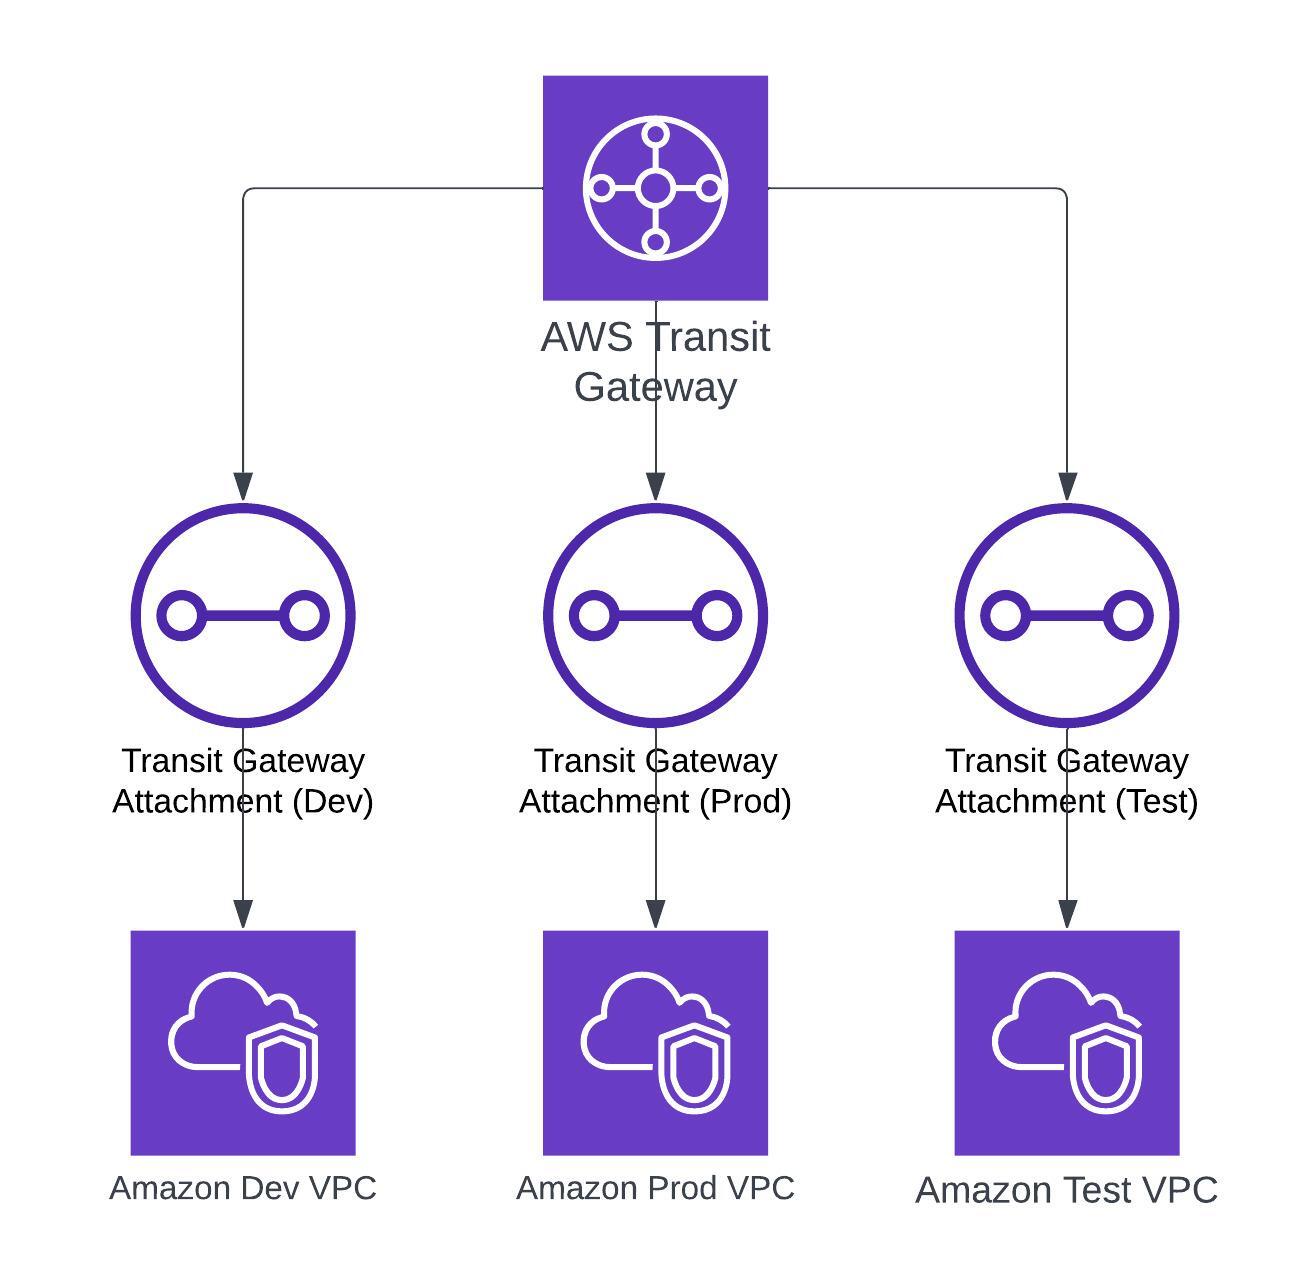 AWS Transit
Gateway
Transit Gateway
Attachment (Dev)
Transit Gateway
Attachment (Prod)
Transit Gateway
Attachment (Test)
Amazon Dev VPC
Amazon Prod VPC
Amazon Test VPC